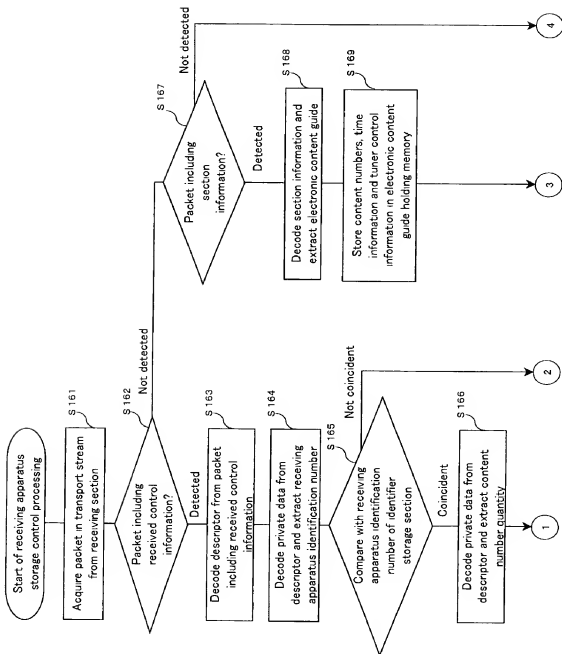 Start of receiving apparatus
storage control processing
S 161
Acquire packet in transport stream
from receiving section
S 162
Packet including
received control
information?
Not detected
Detected
S 163
Decode descriptor from packet
including received control
information
S 164
Decode private data from
descriptor and extract receiving
apparatus identification number
S 165
Compare with receiving
apparatus identification
number of identifier
storage section
Not coincident
Coincident
S 166
Decode private data from
descriptor and extract content
number quantity
1
2
S 167
Packet including
section
information?
Not detected
Detected
S 168
Decode section information and
extract electronic content guide
S 169
Store content numbers, time
information and tuner control
information in electronic content
guide holding memory
3
4